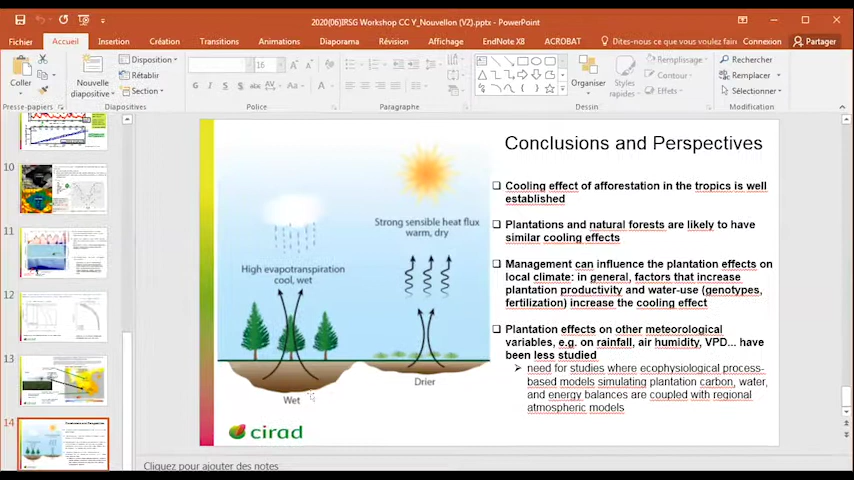 2020(06)IRSG Workshop CC Y_Nouvellon (V2).pptx - PowerPoint
Fichier Accueil Insertion Création Transitions Animations Diaporama Révision Affichage EndNote X8 ACROBAT Dites-nous ce que vous voulez faire Connexion Partager
Coller
Nouvelle
diapositive
Disposition
Rétablir
Section
16
G I S
Organiser
Styles
rapides
Remplissage
Contour
Effets
Rechercher
Remplacer
Sélectionner
Presse-papiers Diapositives Police Paragraphe Dessin Modification
10
11
12
13
14
Conclusions and Perspectives
Cooling effect of afforestation in the tropics is well
established
Plantations and natural forests are likely to have
similar cooling effects
Management can influence the plantation effects on
local climate: in general, factors that increase
plantation productivity and water-use (genotypes,
fertilization) increase the cooling effect
Plantation effects on other meteorological
variables, e.g. on rainfall, air humidity, VPD... have
been less studied
need for studies where ecophysiological process-
based models simulating plantation carbon, water,
and energy balances are coupled with regional
atmospheric models
Strong sensible heat flux
warm, dry
High evapotranspiration
cool, wet
Drier
Wet
cirad
Cliquez pour ajouter des notes